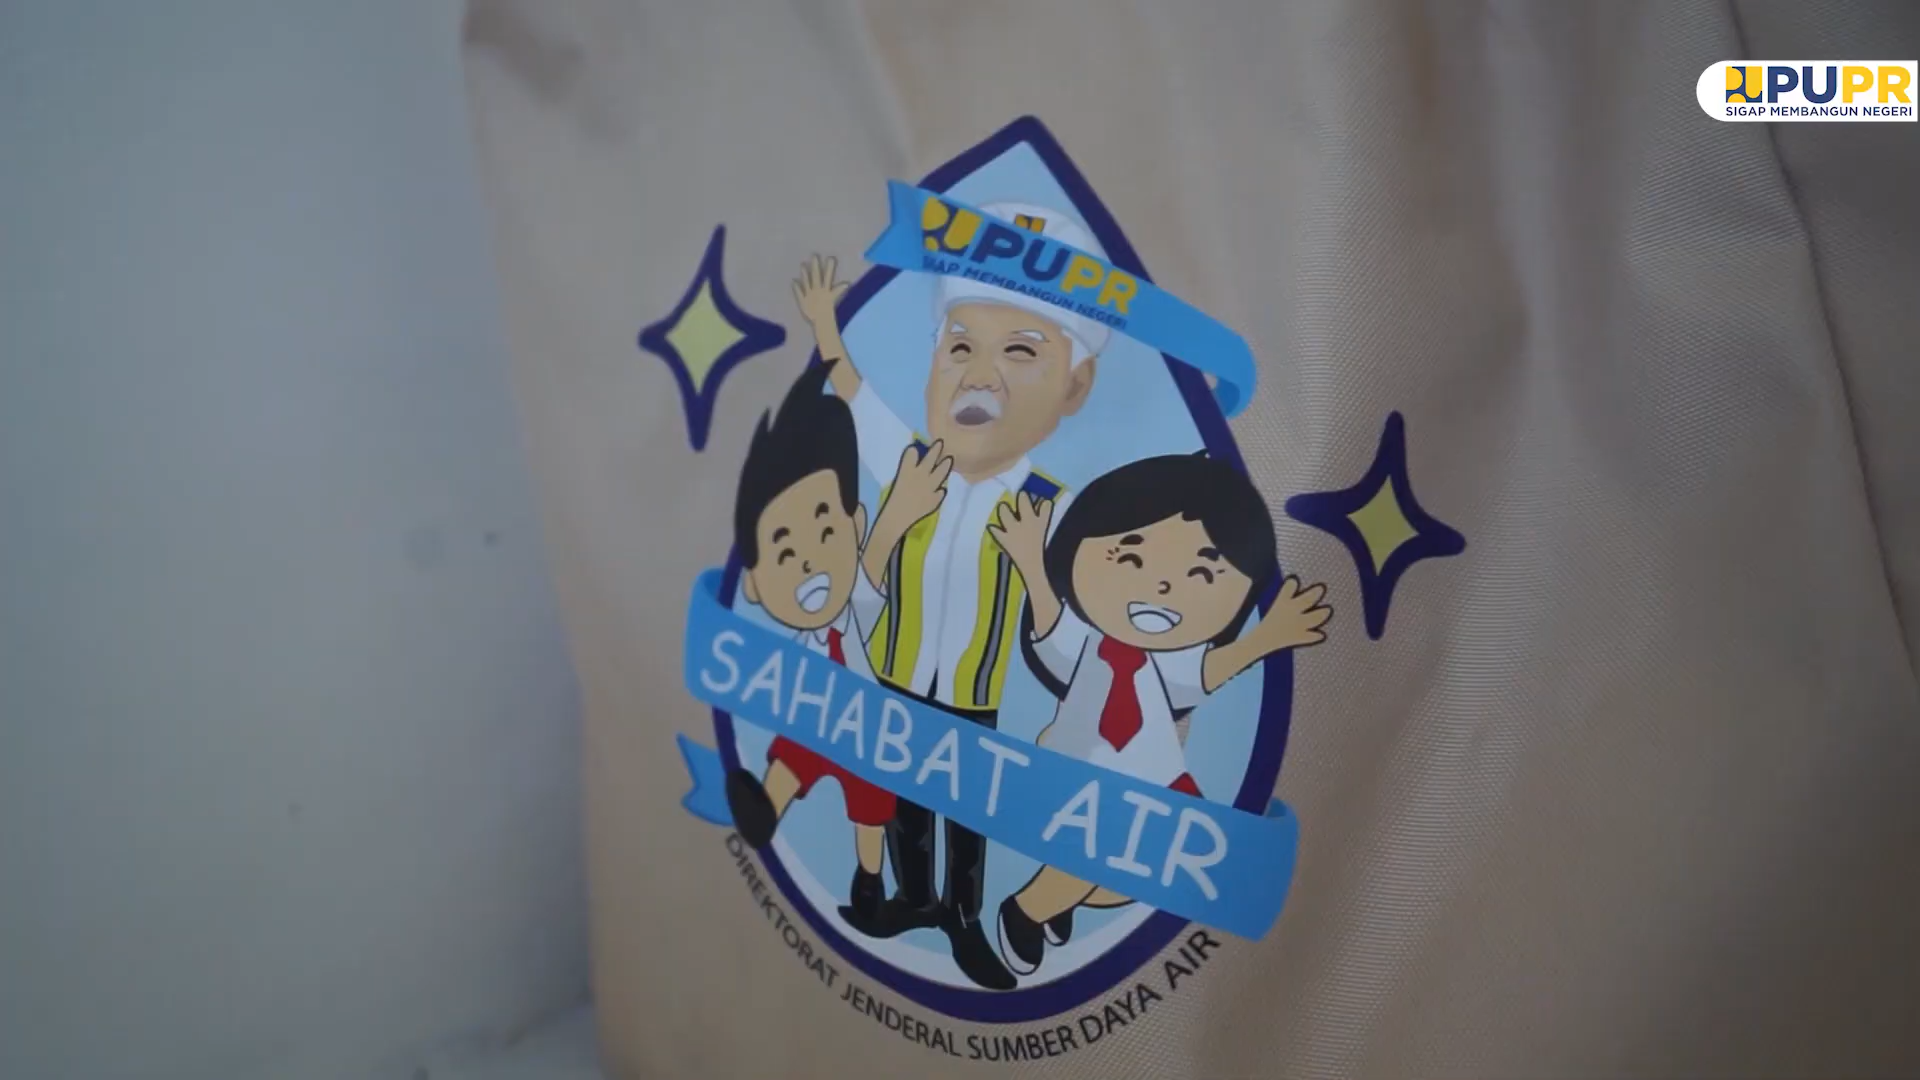 PUPR
SIGAP MEMBANGUN NEGERI
PUPR
SIGAP MEMBANGUN NEGERI
SAHABAT AIR
DIREKTORAT JENDERAL SUMBER DAYA AIR